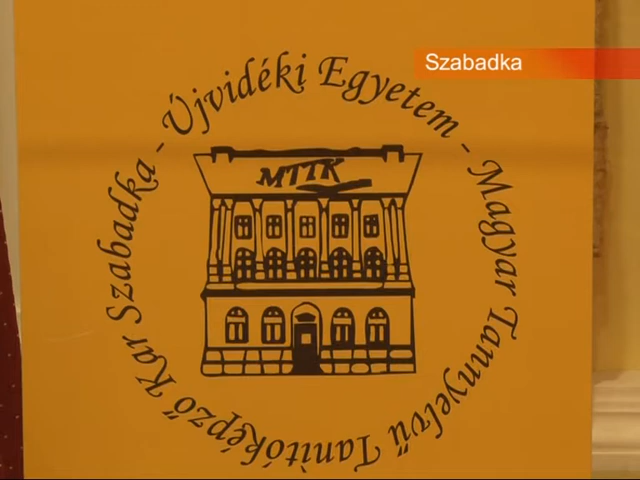 Szabadka
Újvidéki Egyetem - Magyar Tannyelvű Tanítóképző Kar Szabadka -
MTTK